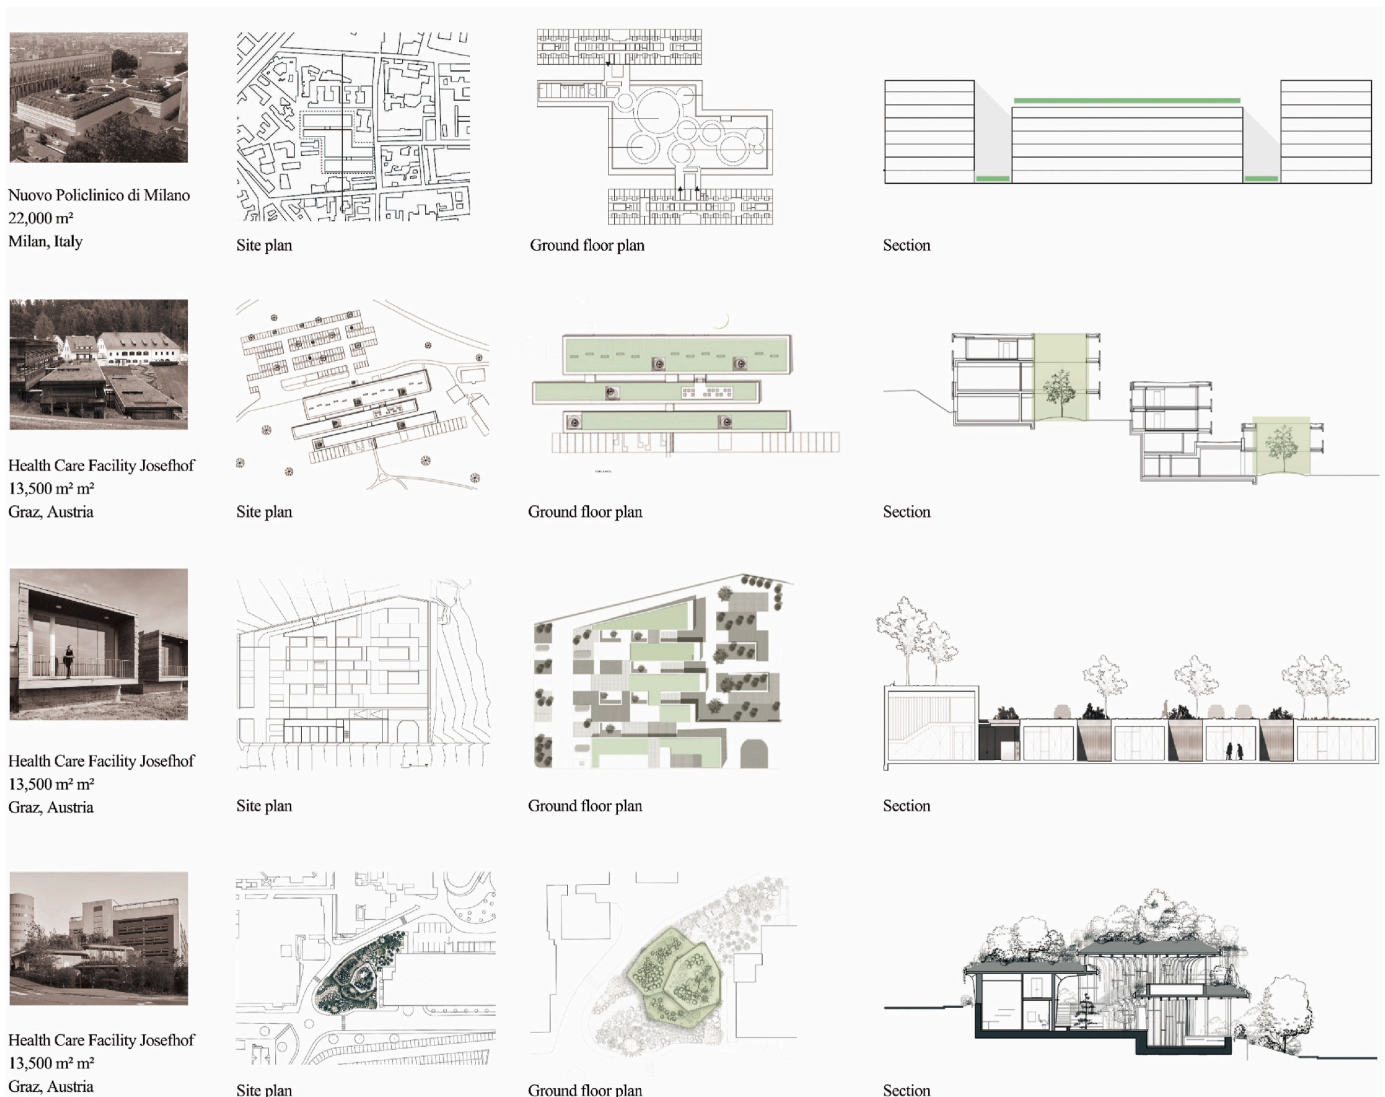 Nuovo Policlinico di Milano
22,000 m²
Milan, Italy
Site plan
Ground floor plan
Section
Health Care Facility Josefhof
13,500 m² m²
Graz, Austria
Site plan
Ground floor plan
Section
Health Care Facility Josefhof
13,500 m² m²
Graz, Austria
Site plan
Ground floor plan
Section
Health Care Facility Josefhof
13,500 m² m²
Graz, Austria
Site plan
Ground floor plan
Section